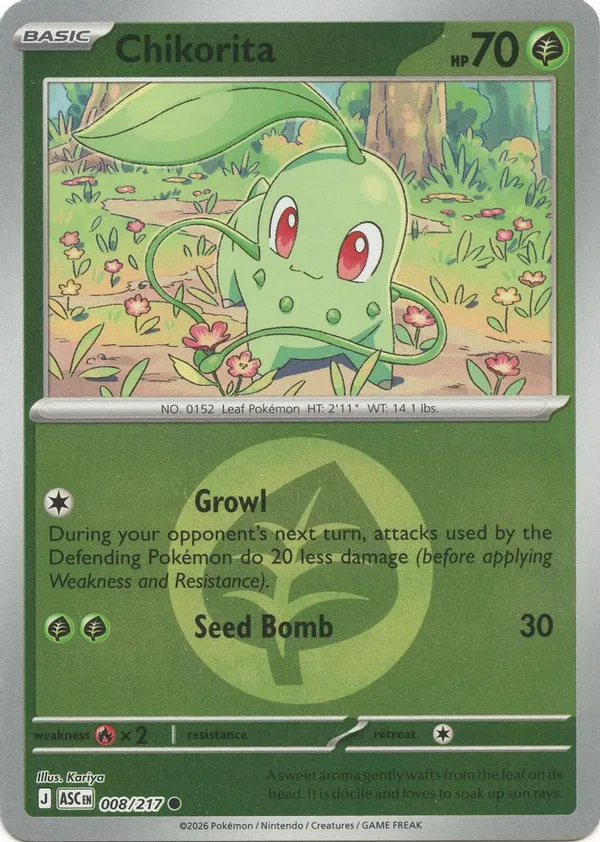 BASIC
Chikorita
HP 70
NO. 0152 Leaf Pokémon HT: 2'11" WT: 14.1 lbs.
Growl
During your opponent's next turn, attacks used by the
Defending Pokémon do 20 less damage (before applying
Weakness and Resistance).
Seed Bomb 30
weakness ×2 resistance retreat
Illus. Kariya
A sweet aroma gently wafts from the leaf on its
head. It is docile and loves to soak up sun rays.
J ASC EN 008/217
©2026 Pokémon / Nintendo / Creatures / GAME FREAK